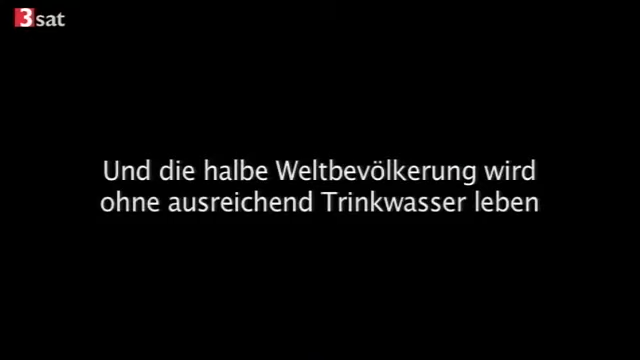 3sat
Und die halbe Weltbevölkerung wird
ohne ausreichend Trinkwasser leben